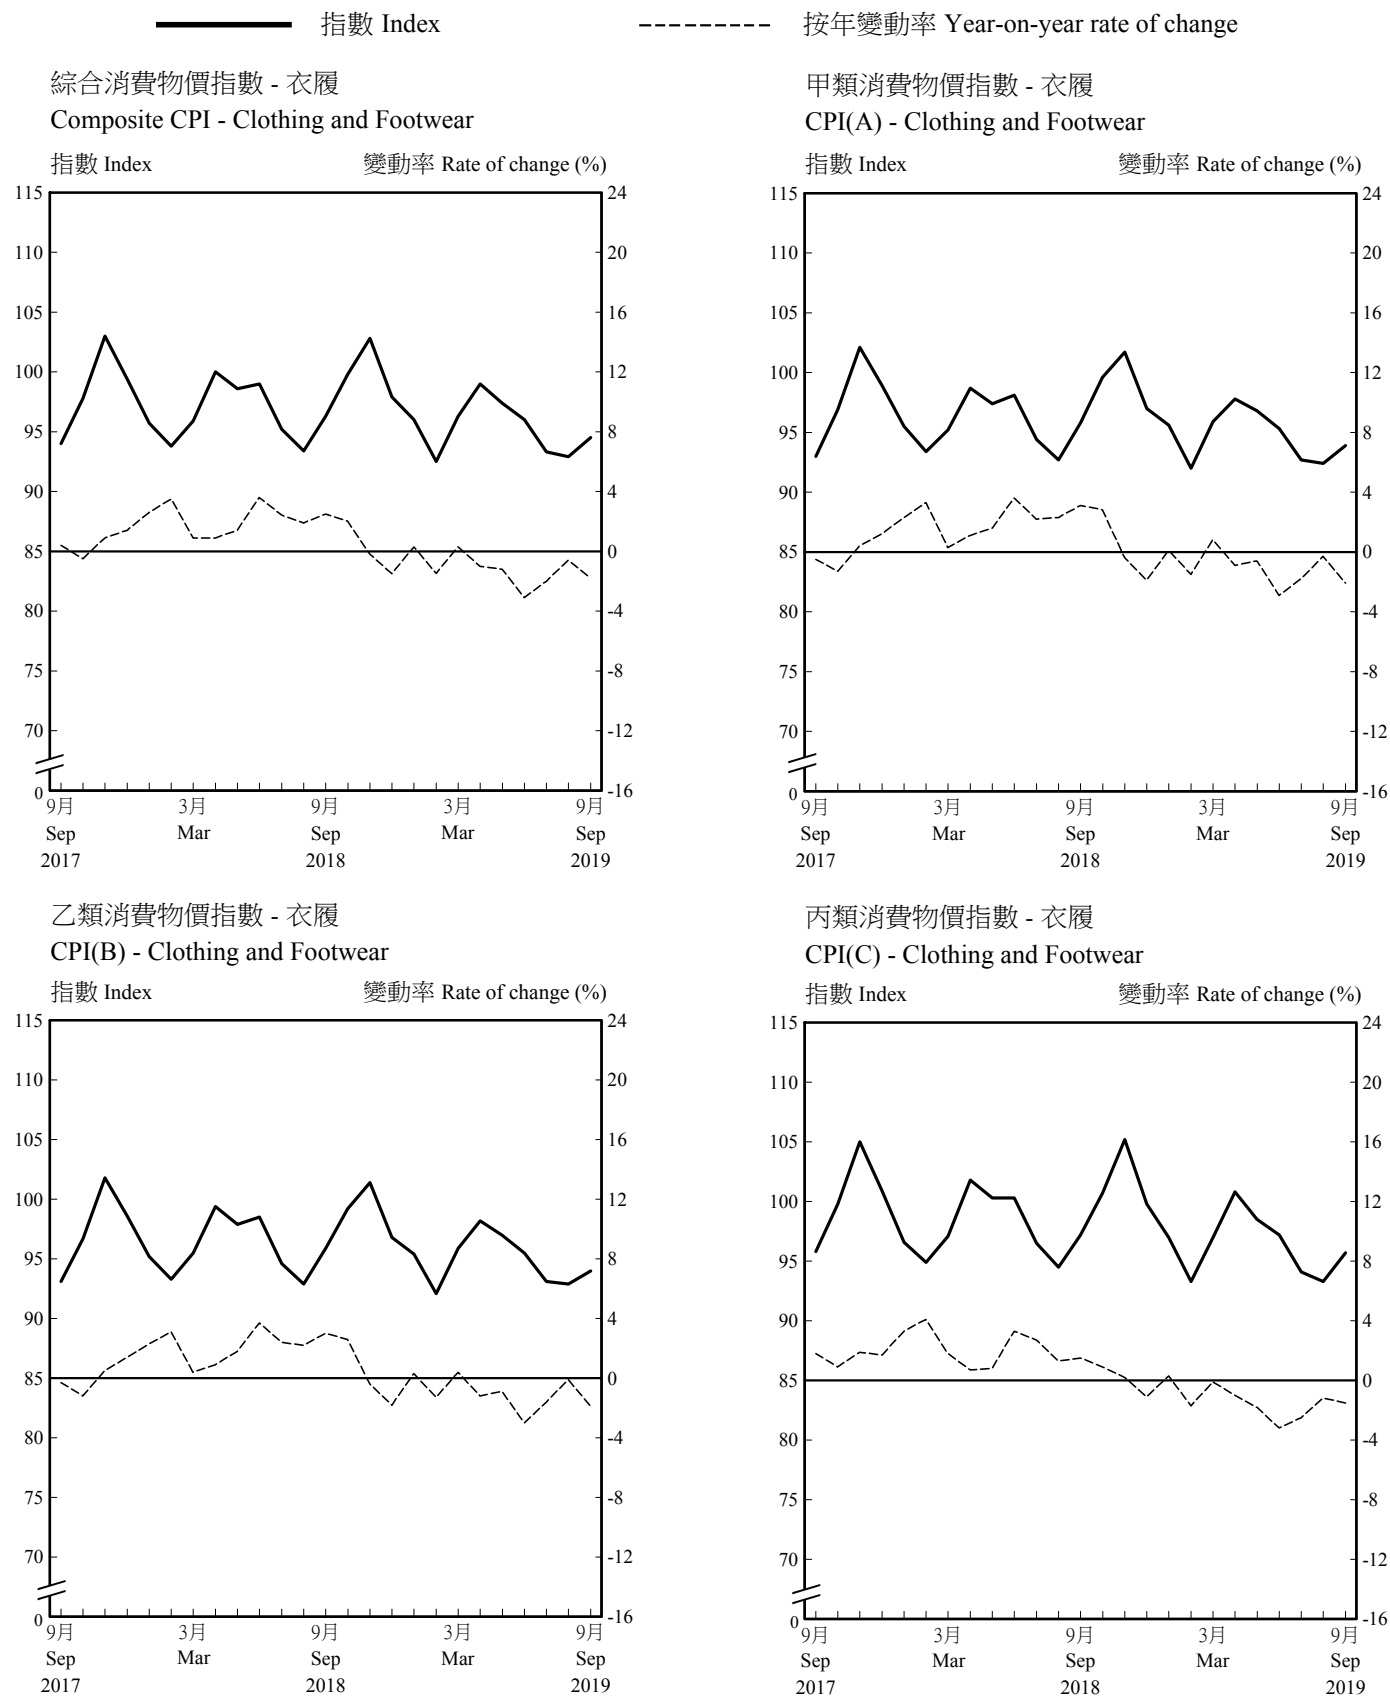 指數 Index
按年變動率 Year-on-year rate of change
綜合消費物價指數 - 衣履
Composite CPI - Clothing and Footwear
指數 Index 變動率 Rate of change (%)
115 24
110 20
105 16
100 12
95 8
90 4
85 0
80 -4
75 -8
70 -12
0 -16
9月 3月 9月 3月 9月
Sep Mar Sep Mar Sep
2017 2018 2019
甲類消費物價指數 - 衣履
CPI(A) - Clothing and Footwear
指數 Index 變動率 Rate of change (%)
115 24
110 20
105 16
100 12
95 8
90 4
85 0
80 -4
75 -8
70 -12
0 -16
9月 3月 9月 3月 9月
Sep Mar Sep Mar Sep
2017 2018 2019
乙類消費物價指數 - 衣履
CPI(B) - Clothing and Footwear
指數 Index 變動率 Rate of change (%)
115 24
110 20
105 16
100 12
95 8
90 4
85 0
80 -4
75 -8
70 -12
0 -16
9月 3月 9月 3月 9月
Sep Mar Sep Mar Sep
2017 2018 2019
丙類消費物價指數 - 衣履
CPI(C) - Clothing and Footwear
指數 Index 變動率 Rate of change (%)
115 24
110 20
105 16
100 12
95 8
90 4
85 0
80 -4
75 -8
70 -12
0 -16
9月 3月 9月 3月 9月
Sep Mar Sep Mar Sep
2017 2018 2019